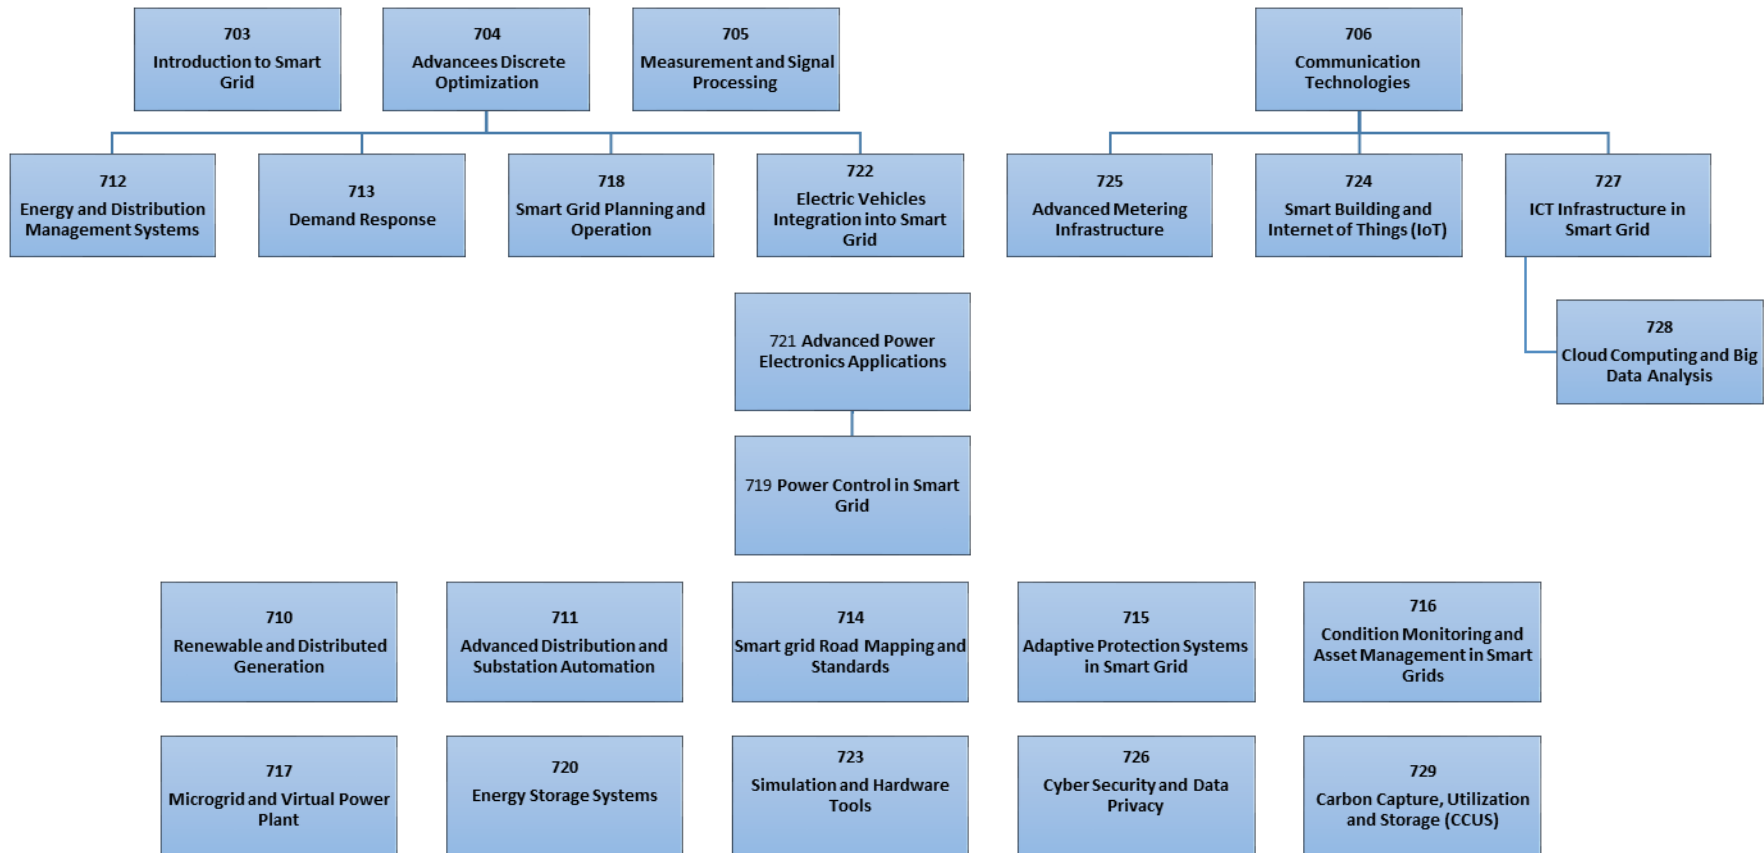 703
Introduction to Smart
Grid
704
Advancees Discrete
Optimization
705
Measurement and Signal
Processing
706
Communication
Technologies
712
Energy and Distribution
Management Systems
713
Demand Response
718
Smart Grid Planning and
Operation
722
Electric Vehicles
Integration into Smart
Grid
725
Advanced Metering
Infrastructure
724
Smart Building and
Internet of Things (IoT)
727
ICT Infrastructure in
Smart Grid
728
Cloud Computing and Big
Data Analysis
721 Advanced Power
Electronics Applications
719 Power Control in Smart
Grid
710
Renewable and Distributed
Generation
711
Advanced Distribution and
Substation Automation
714
Smart grid Road Mapping and
Standards
715
Adaptive Protection Systems
in Smart Grid
716
Condition Monitoring and
Asset Management in Smart
Grids
717
Microgrid and Virtual Power
Plant
720
Energy Storage Systems
723
Simulation and Hardware
Tools
726
Cyber Security and Data
Privacy
729
Carbon Capture, Utilization
and Storage (CCUS)